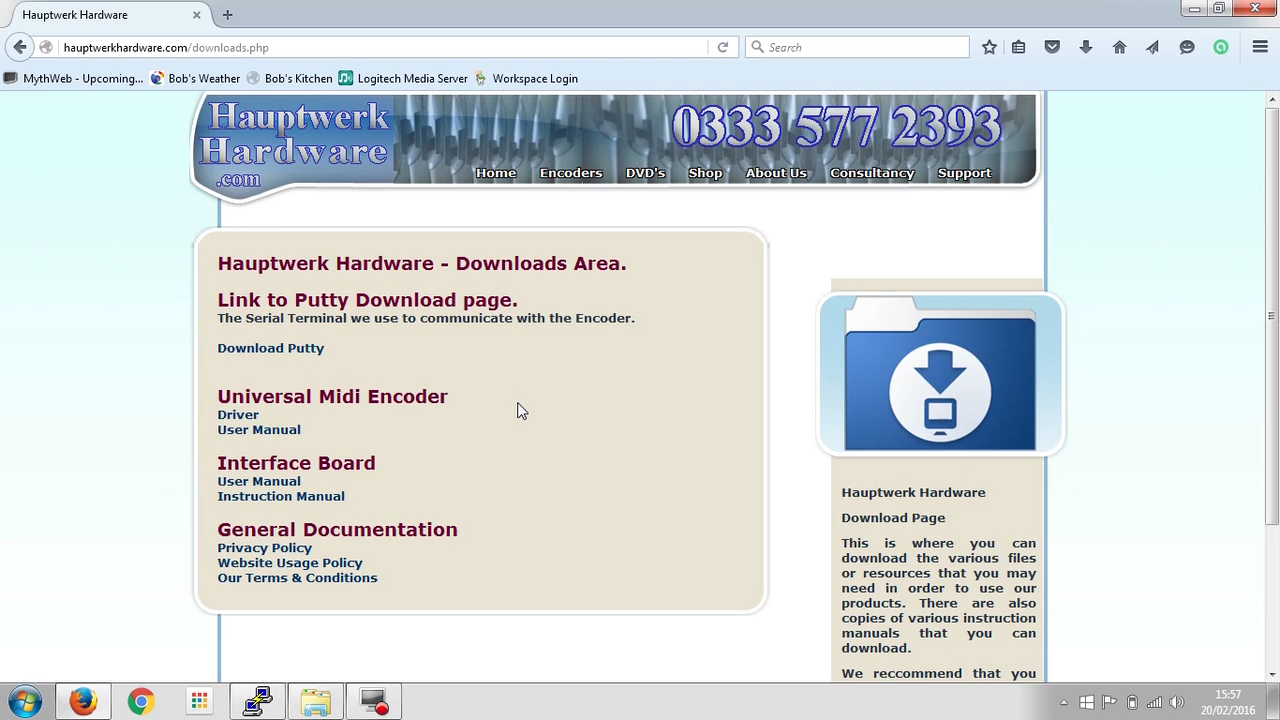 Hauptwerk Hardware
hauptwerkhardware.com/downloads.php
Search
MythWeb - Upcoming...
Bob's Weather
Bob's Kitchen
Logitech Media Server
Workspace Login
Hauptwerk
Hardware
.com
0333 577 2393
Home Encoders DVD's Shop About Us Consultancy Support
Hauptwerk Hardware - Downloads Area.
Link to Putty Download page.
The Serial Terminal we use to communicate with the Encoder.
Download Putty
Universal Midi Encoder
Driver
User Manual
Interface Board
User Manual
Instruction Manual
General Documentation
Privacy Policy
Website Usage Policy
Our Terms & Conditions
Hauptwerk Hardware
Download Page
This is where you can
download the various files
or resources that you may
need in order to use our
products. There are also
copies of various instruction
manuals that you can
download.
We reccommend that you
15:57
20/02/2016